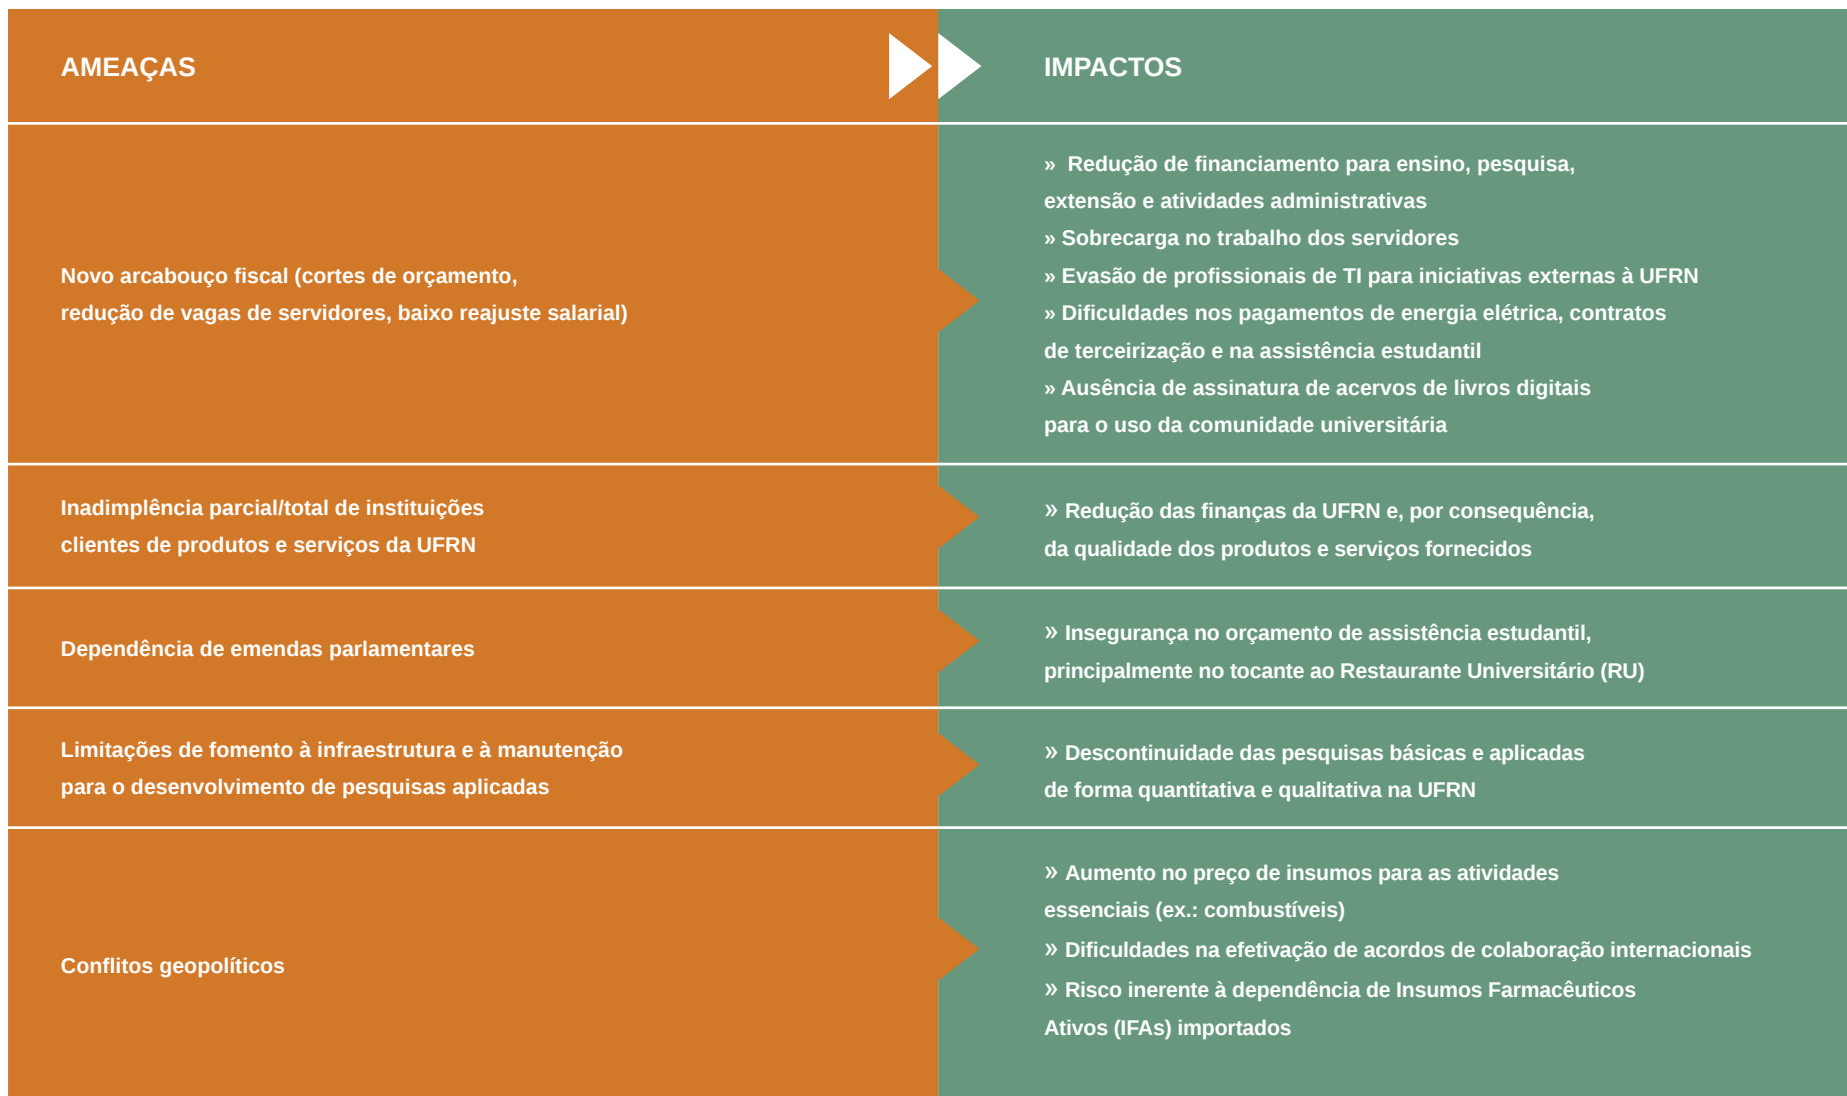 AMEAÇAS
IMPACTOS
Novo arcabouço fiscal (cortes de orçamento,
redução de vagas de servidores, baixo reajuste salarial)
»  Redução de financiamento para ensino, pesquisa,
extensão e atividades administrativas
» Sobrecarga no trabalho dos servidores
» Evasão de profissionais de TI para iniciativas externas à UFRN
» Dificuldades nos pagamentos de energia elétrica, contratos
de terceirização e na assistência estudantil
» Ausência de assinatura de acervos de livros digitais
para o uso da comunidade universitária
Inadimplência parcial/total de instituições
clientes de produtos e serviços da UFRN
» Redução das finanças da UFRN e, por consequência,
da qualidade dos produtos e serviços fornecidos
Dependência de emendas parlamentares
» Insegurança no orçamento de assistência estudantil,
principalmente no tocante ao Restaurante Universitário (RU)
Limitações de fomento à infraestrutura e à manutenção
para o desenvolvimento de pesquisas aplicadas
» Descontinuidade das pesquisas básicas e aplicadas
de forma quantitativa e qualitativa na UFRN
Conflitos geopolíticos
» Aumento no preço de insumos para as atividades
essenciais (ex.: combustíveis)
» Dificuldades na efetivação de acordos de colaboração internacionais
» Risco inerente à dependência de Insumos Farmacêuticos
Ativos (IFAs) importados